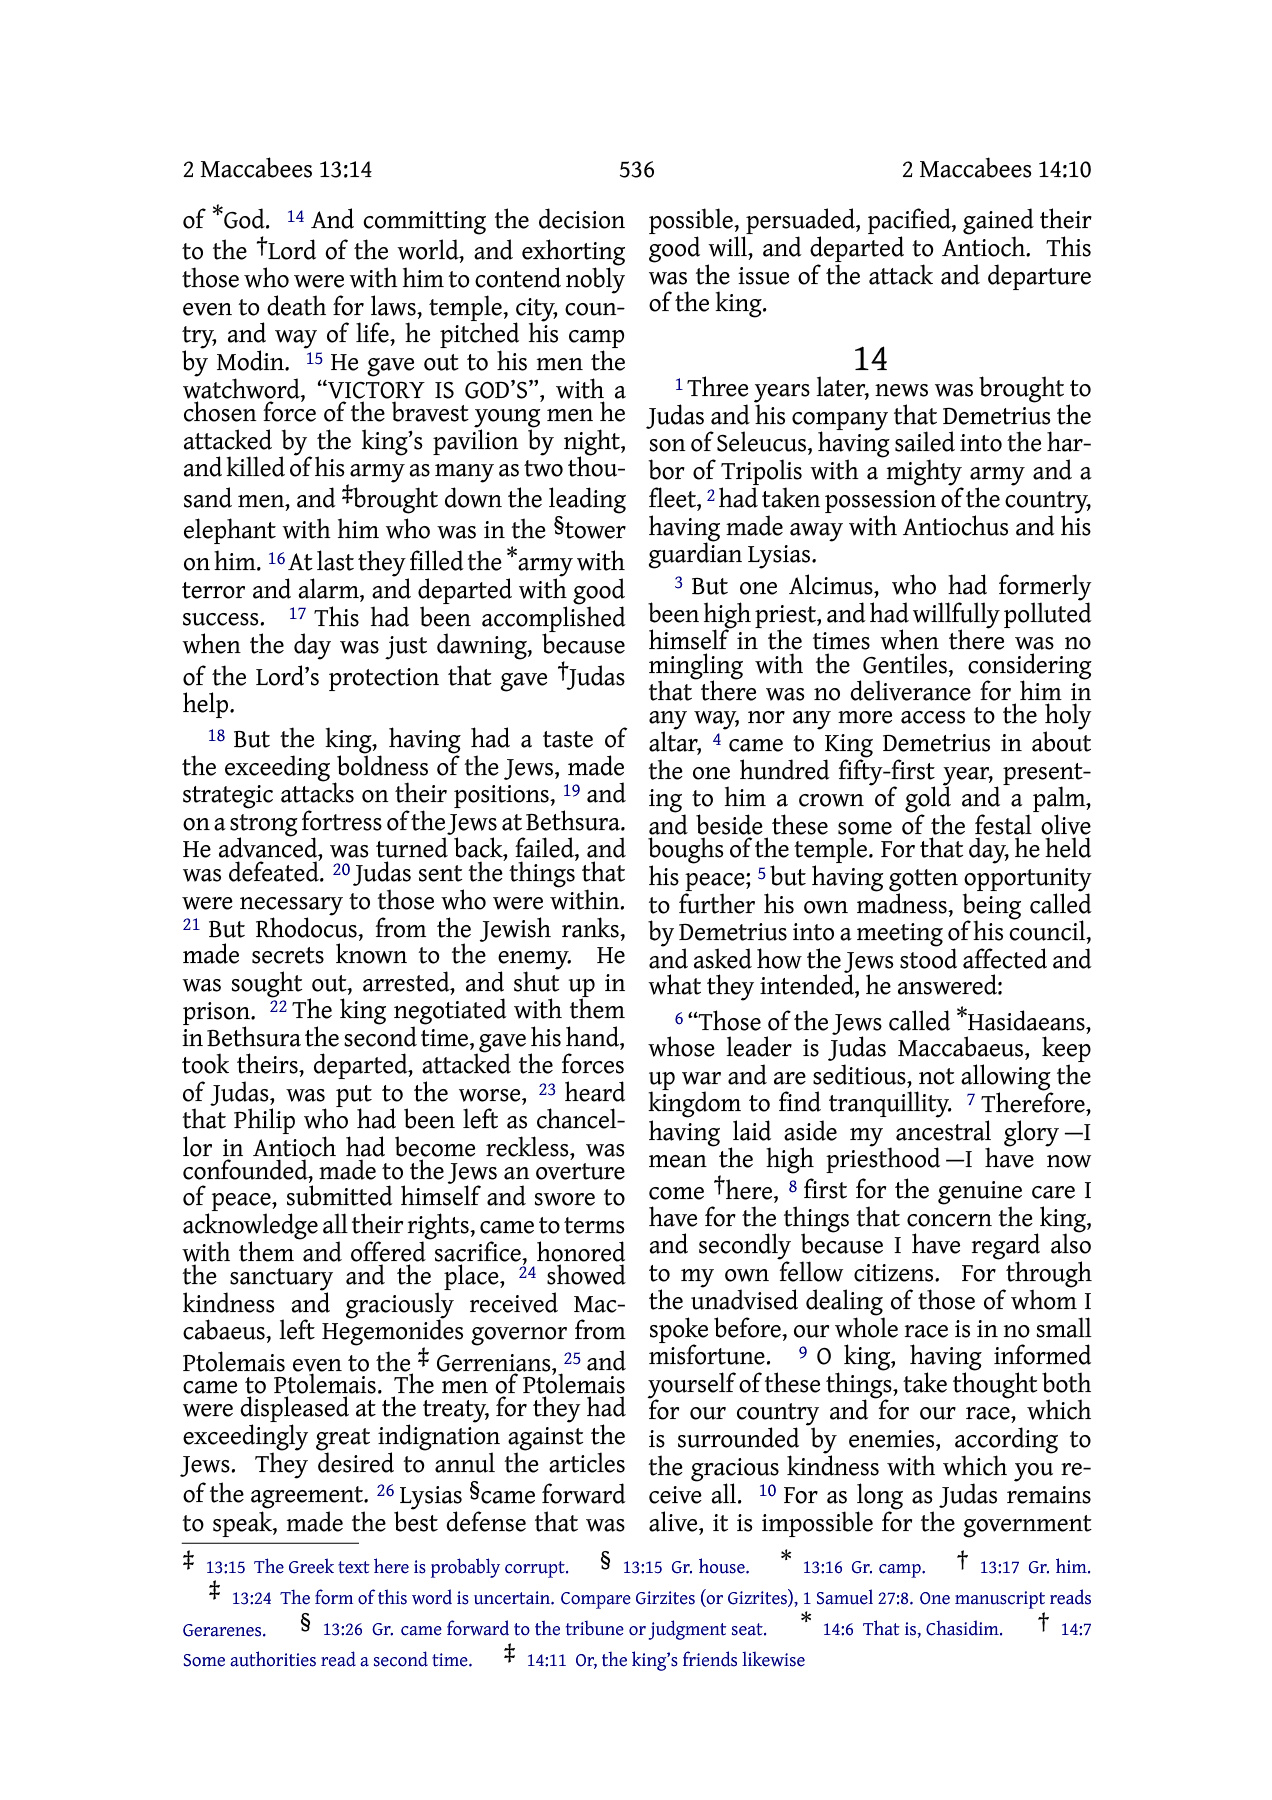 2 Maccabees 13:14 536 2 Maccabees 14:10
of *God. 14 And committing the decision
to the †Lord of the world, and exhorting
those who were with him to contend nobly
even to death for laws, temple, city, coun-
try, and way of life, he pitched his camp
by Modin. 15 He gave out to his men the
watchword, “VICTORY IS GOD’S”, with a
chosen force of the bravest young men he
attacked by the king’s pavilion by night,
and killed of his army as many as two thou-
sand men, and ‡brought down the leading
elephant with him who was in the §tower
on him. 16 At last they filled the *army with
terror and alarm, and departed with good
success. 17 This had been accomplished
when the day was just dawning, because
of the Lord’s protection that gave †Judas
help.
18 But the king, having had a taste of
the exceeding boldness of the Jews, made
strategic attacks on their positions, 19 and
on a strong fortress of the Jews at Bethsura.
He advanced, was turned back, failed, and
was defeated. 20 Judas sent the things that
were necessary to those who were within.
21 But Rhodocus, from the Jewish ranks,
made secrets known to the enemy. He
was sought out, arrested, and shut up in
prison. 22 The king negotiated with them
in Bethsura the second time, gave his hand,
took theirs, departed, attacked the forces
of Judas, was put to the worse, 23 heard
that Philip who had been left as chancel-
lor in Antioch had become reckless, was
confounded, made to the Jews an overture
of peace, submitted himself and swore to
acknowledge all their rights, came to terms
with them and offered sacrifice, honored
the sanctuary and the place, 24 showed
kindness and graciously received Mac-
cabaeus, left Hegemonides governor from
Ptolemais even to the ‡ Gerrenians, 25 and
came to Ptolemais. The men of Ptolemais
were displeased at the treaty, for they had
exceedingly great indignation against the
Jews. They desired to annul the articles
of the agreement. 26 Lysias §came forward
to speak, made the best defense that was
possible, persuaded, pacified, gained their
good will, and departed to Antioch. This
was the issue of the attack and departure
of the king.
14
1 Three years later, news was brought to
Judas and his company that Demetrius the
son of Seleucus, having sailed into the har-
bor of Tripolis with a mighty army and a
fleet, 2 had taken possession of the country,
having made away with Antiochus and his
guardian Lysias.
3 But one Alcimus, who had formerly
been high priest, and had willfully polluted
himself in the times when there was no
mingling with the Gentiles, considering
that there was no deliverance for him in
any way, nor any more access to the holy
altar, 4 came to King Demetrius in about
the one hundred fifty-first year, present-
ing to him a crown of gold and a palm,
and beside these some of the festal olive
boughs of the temple. For that day, he held
his peace; 5 but having gotten opportunity
to further his own madness, being called
by Demetrius into a meeting of his council,
and asked how the Jews stood affected and
what they intended, he answered:
6 “Those of the Jews called *Hasidaeans,
whose leader is Judas Maccabaeus, keep
up war and are seditious, not allowing the
kingdom to find tranquillity. 7 Therefore,
having laid aside my ancestral glory—I
mean the high priesthood—I have now
come †here, 8 first for the genuine care I
have for the things that concern the king,
and secondly because I have regard also
to my own fellow citizens. For through
the unadvised dealing of those of whom I
spoke before, our whole race is in no small
misfortune. 9 O king, having informed
yourself of these things, take thought both
for our country and for our race, which
is surrounded by enemies, according to
the gracious kindness with which you re-
ceive all. 10 For as long as Judas remains
alive, it is impossible for the government
‡ 13:15 The Greek text here is probably corrupt. § 13:15 Gr. house. * 13:16 Gr. camp. † 13:17 Gr. him.
‡ 13:24 The form of this word is uncertain. Compare Girzites (or Gizrites), 1 Samuel 27:8. One manuscript reads
Gerarenes. § 13:26 Gr. came forward to the tribune or judgment seat. * 14:6 That is, Chasidim. † 14:7
Some authorities read a second time. ‡ 14:11 Or, the king’s friends likewise